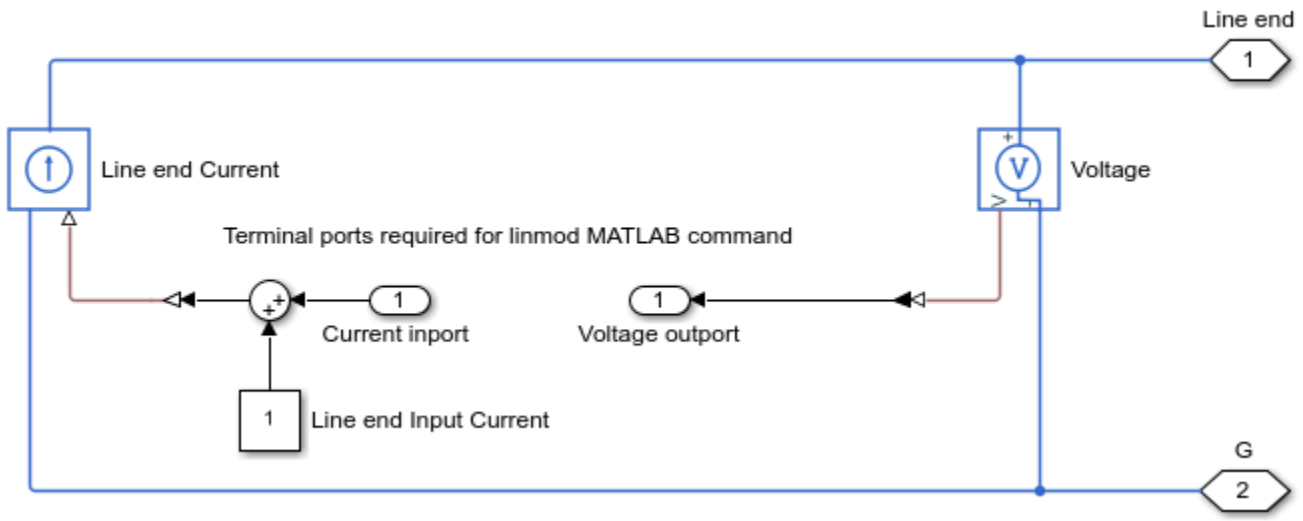 Line end
1
Line end Current
+
V
Voltage
V
-
Terminal ports required for linmod MATLAB command
+
+
1
Current inport
1
Voltage outport
1
Line end Input Current
G
2